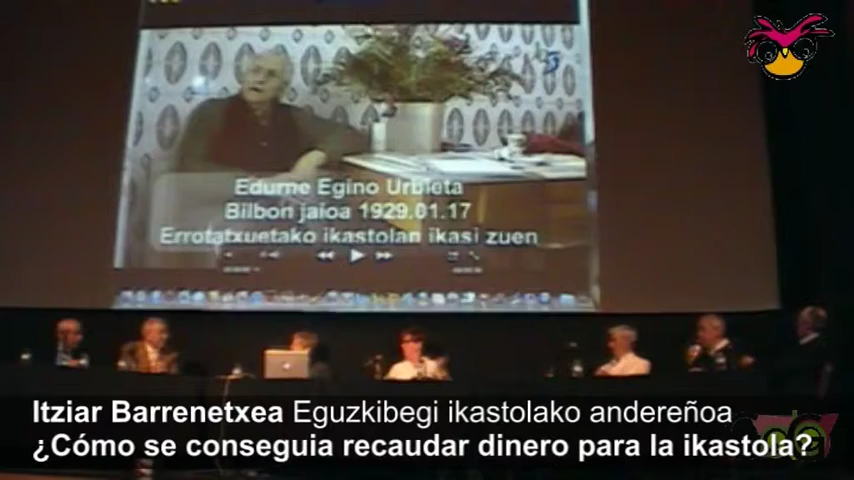 Edurne Egino Urbieta
Bilbon jaioa 1929.01.17
Errotatxuetako ikastolan ikasi zuen
Itziar Barrenetxea Eguzkibegi ikastolako andereñoa
¿Cómo se conseguia recaudar dinero para la ikastola?